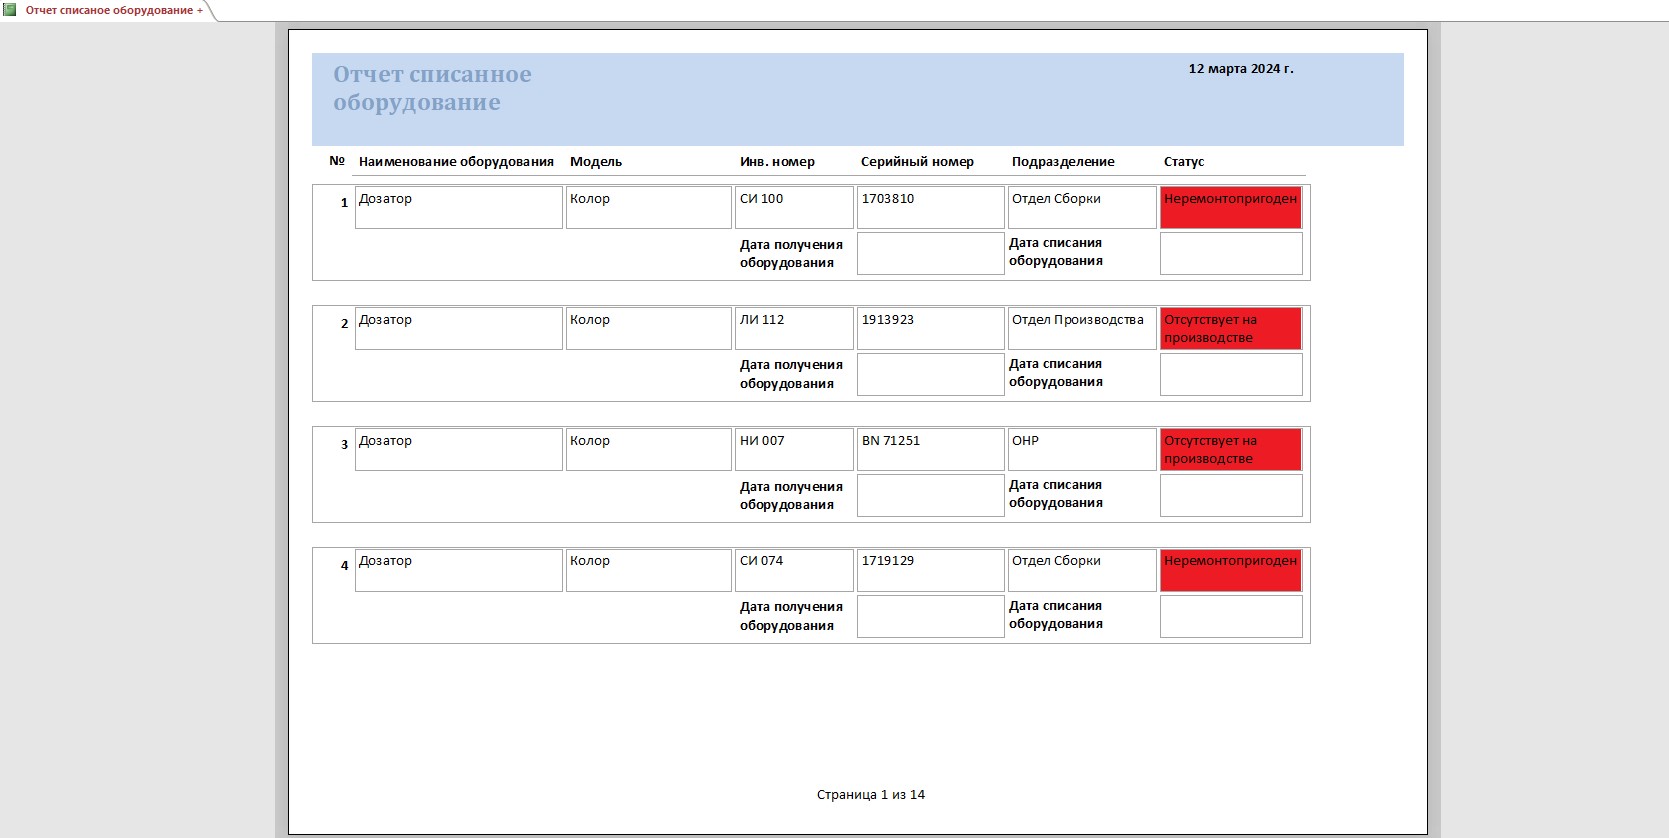 Отчет списаное оборудование +
Отчет списанное
оборудование
12 марта 2024 г.
№ Наименование оборудования Модель Инв. номер Серийный номер Подразделение Статус
1 Дозатор Колор СИ 100 1703810 Отдел Сборки Неремонтопригоден
Дата получения
оборудования
Дата списания
оборудования
2 Дозатор Колор ЛИ 112 1913923 Отдел Производства Отсутствует на
производстве
Дата получения
оборудования
Дата списания
оборудования
3 Дозатор Колор НИ 007 BN 71251 ОНР Отсутствует на
производстве
Дата получения
оборудования
Дата списания
оборудования
4 Дозатор Колор СИ 074 1719129 Отдел Сборки Неремонтопригоден
Дата получения
оборудования
Дата списания
оборудования
Страница 1 из 14